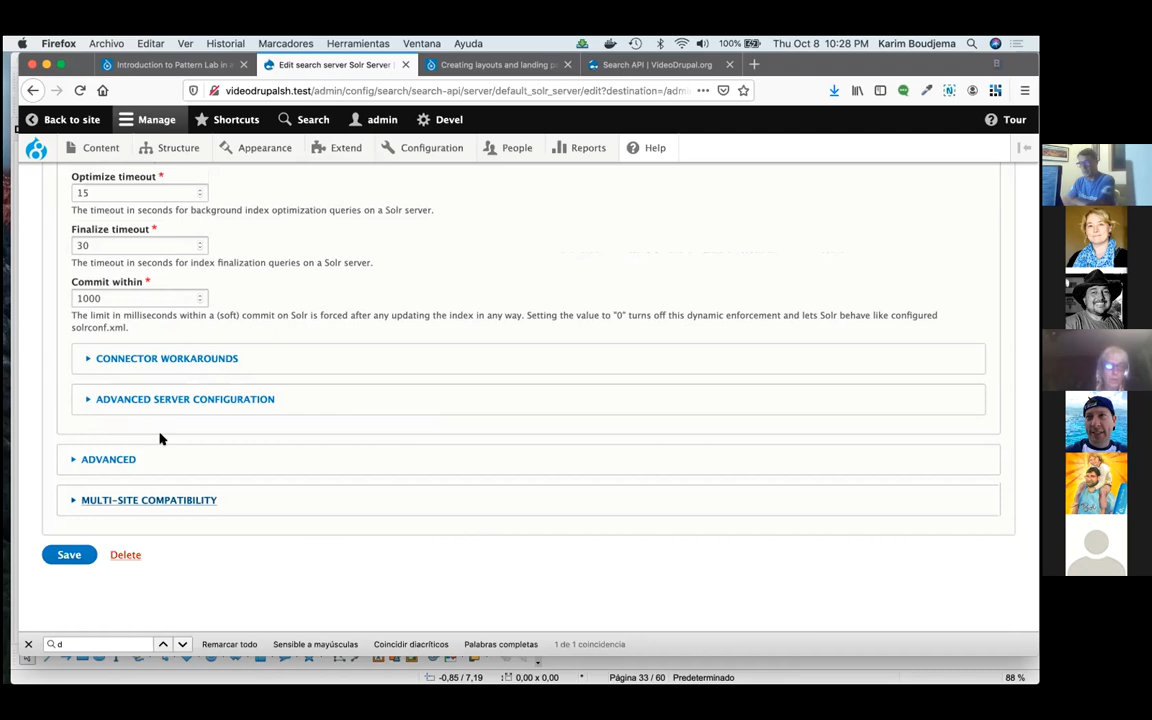 Firefox Archivo Editar Ver Historial Marcadores Herramientas Ventana Ayuda 100% Thu Oct 8 10:28 PM Karim Boudjema
Introduction to Pattern Lab in a Edit search server Solr Server Creating layouts and landing p Search API | VideoDrupal.org
videodrupalsh.test/admin/config/search/search-api/server/default_solr_server/edit?destination=/adm
Back to site Manage Shortcuts Search admin Devel Tour
Content Structure Appearance Extend Configuration People Reports Help
Optimize timeout *
15
The timeout in seconds for background index optimization queries on a Solr server.
Finalize timeout *
30
The timeout in seconds for index finalization queries on a Solr server.
Commit within *
1000
The limit in milliseconds within a (soft) commit on Solr is forced after any updating the index in any way. Setting the value to "0" turns off this dynamic enforcement and lets Solr behave like configured
solrconf.xml.
CONNECTOR WORKAROUNDS
ADVANCED SERVER CONFIGURATION
ADVANCED
MULTI-SITE COMPATIBILITY
Save Delete
d Remarcar todo Sensible a mayúsculas Coincidir diacríticos Palabras completas 1 de 1 coincidencia
-0,85 / 7,19 0,00 x 0,00 * Página 33 / 60 Predeterminado 88 %